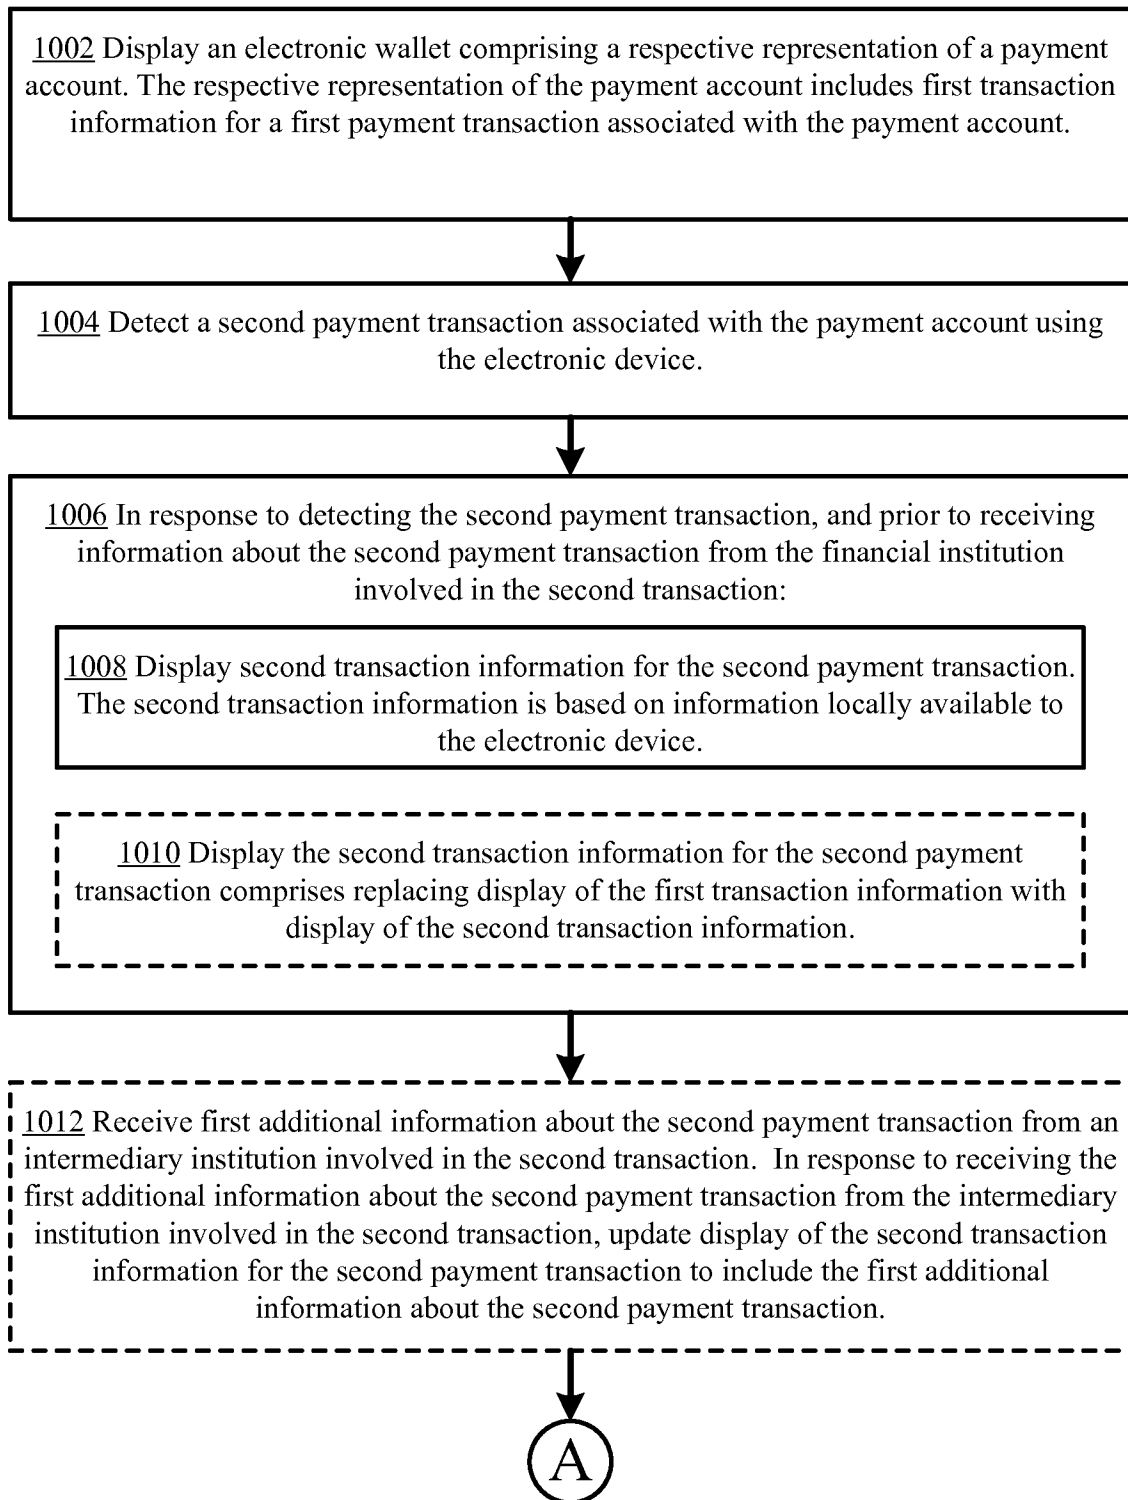 1002 Display an electronic wallet comprising a respective representation of a payment
account. The respective representation of the payment account includes first transaction
information for a first payment transaction associated with the payment account.
1004 Detect a second payment transaction associated with the payment account using
the electronic device.
1006 In response to detecting the second payment transaction, and prior to receiving
information about the second payment transaction from the financial institution
involved in the second transaction:
1008 Display second transaction information for the second payment transaction.
The second transaction information is based on information locally available to
the electronic device.
1010 Display the second transaction information for the second payment
transaction comprises replacing display of the first transaction information with
display of the second transaction information.
1012 Receive first additional information about the second payment transaction from an
intermediary institution involved in the second transaction.  In response to receiving the
first additional information about the second payment transaction from the intermediary
institution involved in the second transaction, update display of the second transaction
information for the second payment transaction to include the first additional
information about the second payment transaction.
A